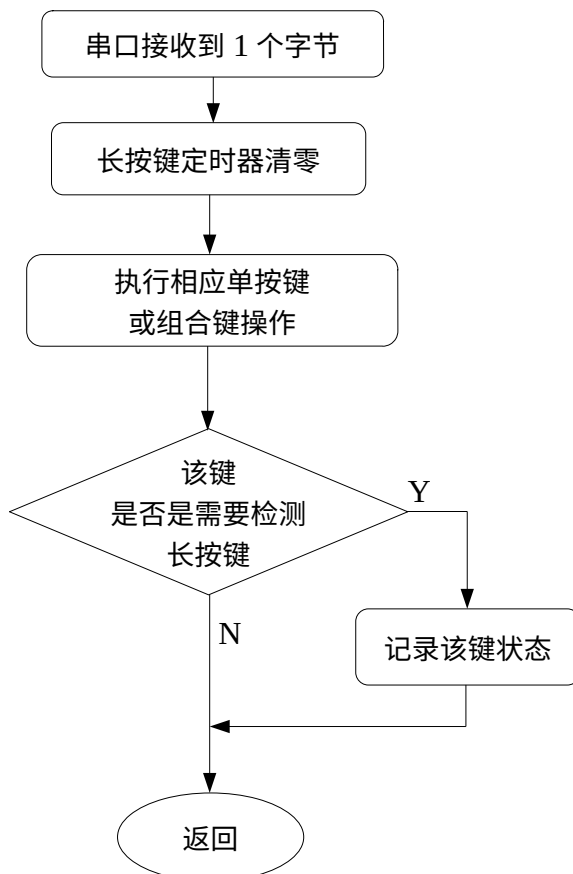 串口接收到 1 个字节
长按键定时器清零
执行相应单按键
或组合键操作
该键
是否是需要检测
长按键
Y
N
记录该键状态
返回